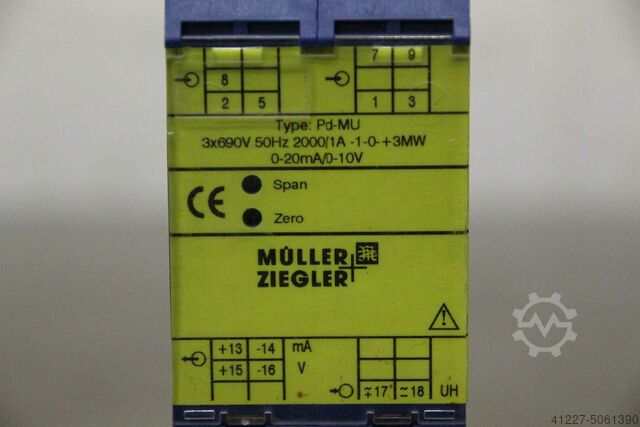 7 9
8
2 5
1 3
Type: Pd-MU
3x690V 50Hz 2000/1A -1-0-+3MW
0-20mA/0-10V
CE
Span
Zero
MÜLLER
ZIEGLER
+13 -14 mA
+15 -16 V
≂17 ≂18 UH
41227-5061390